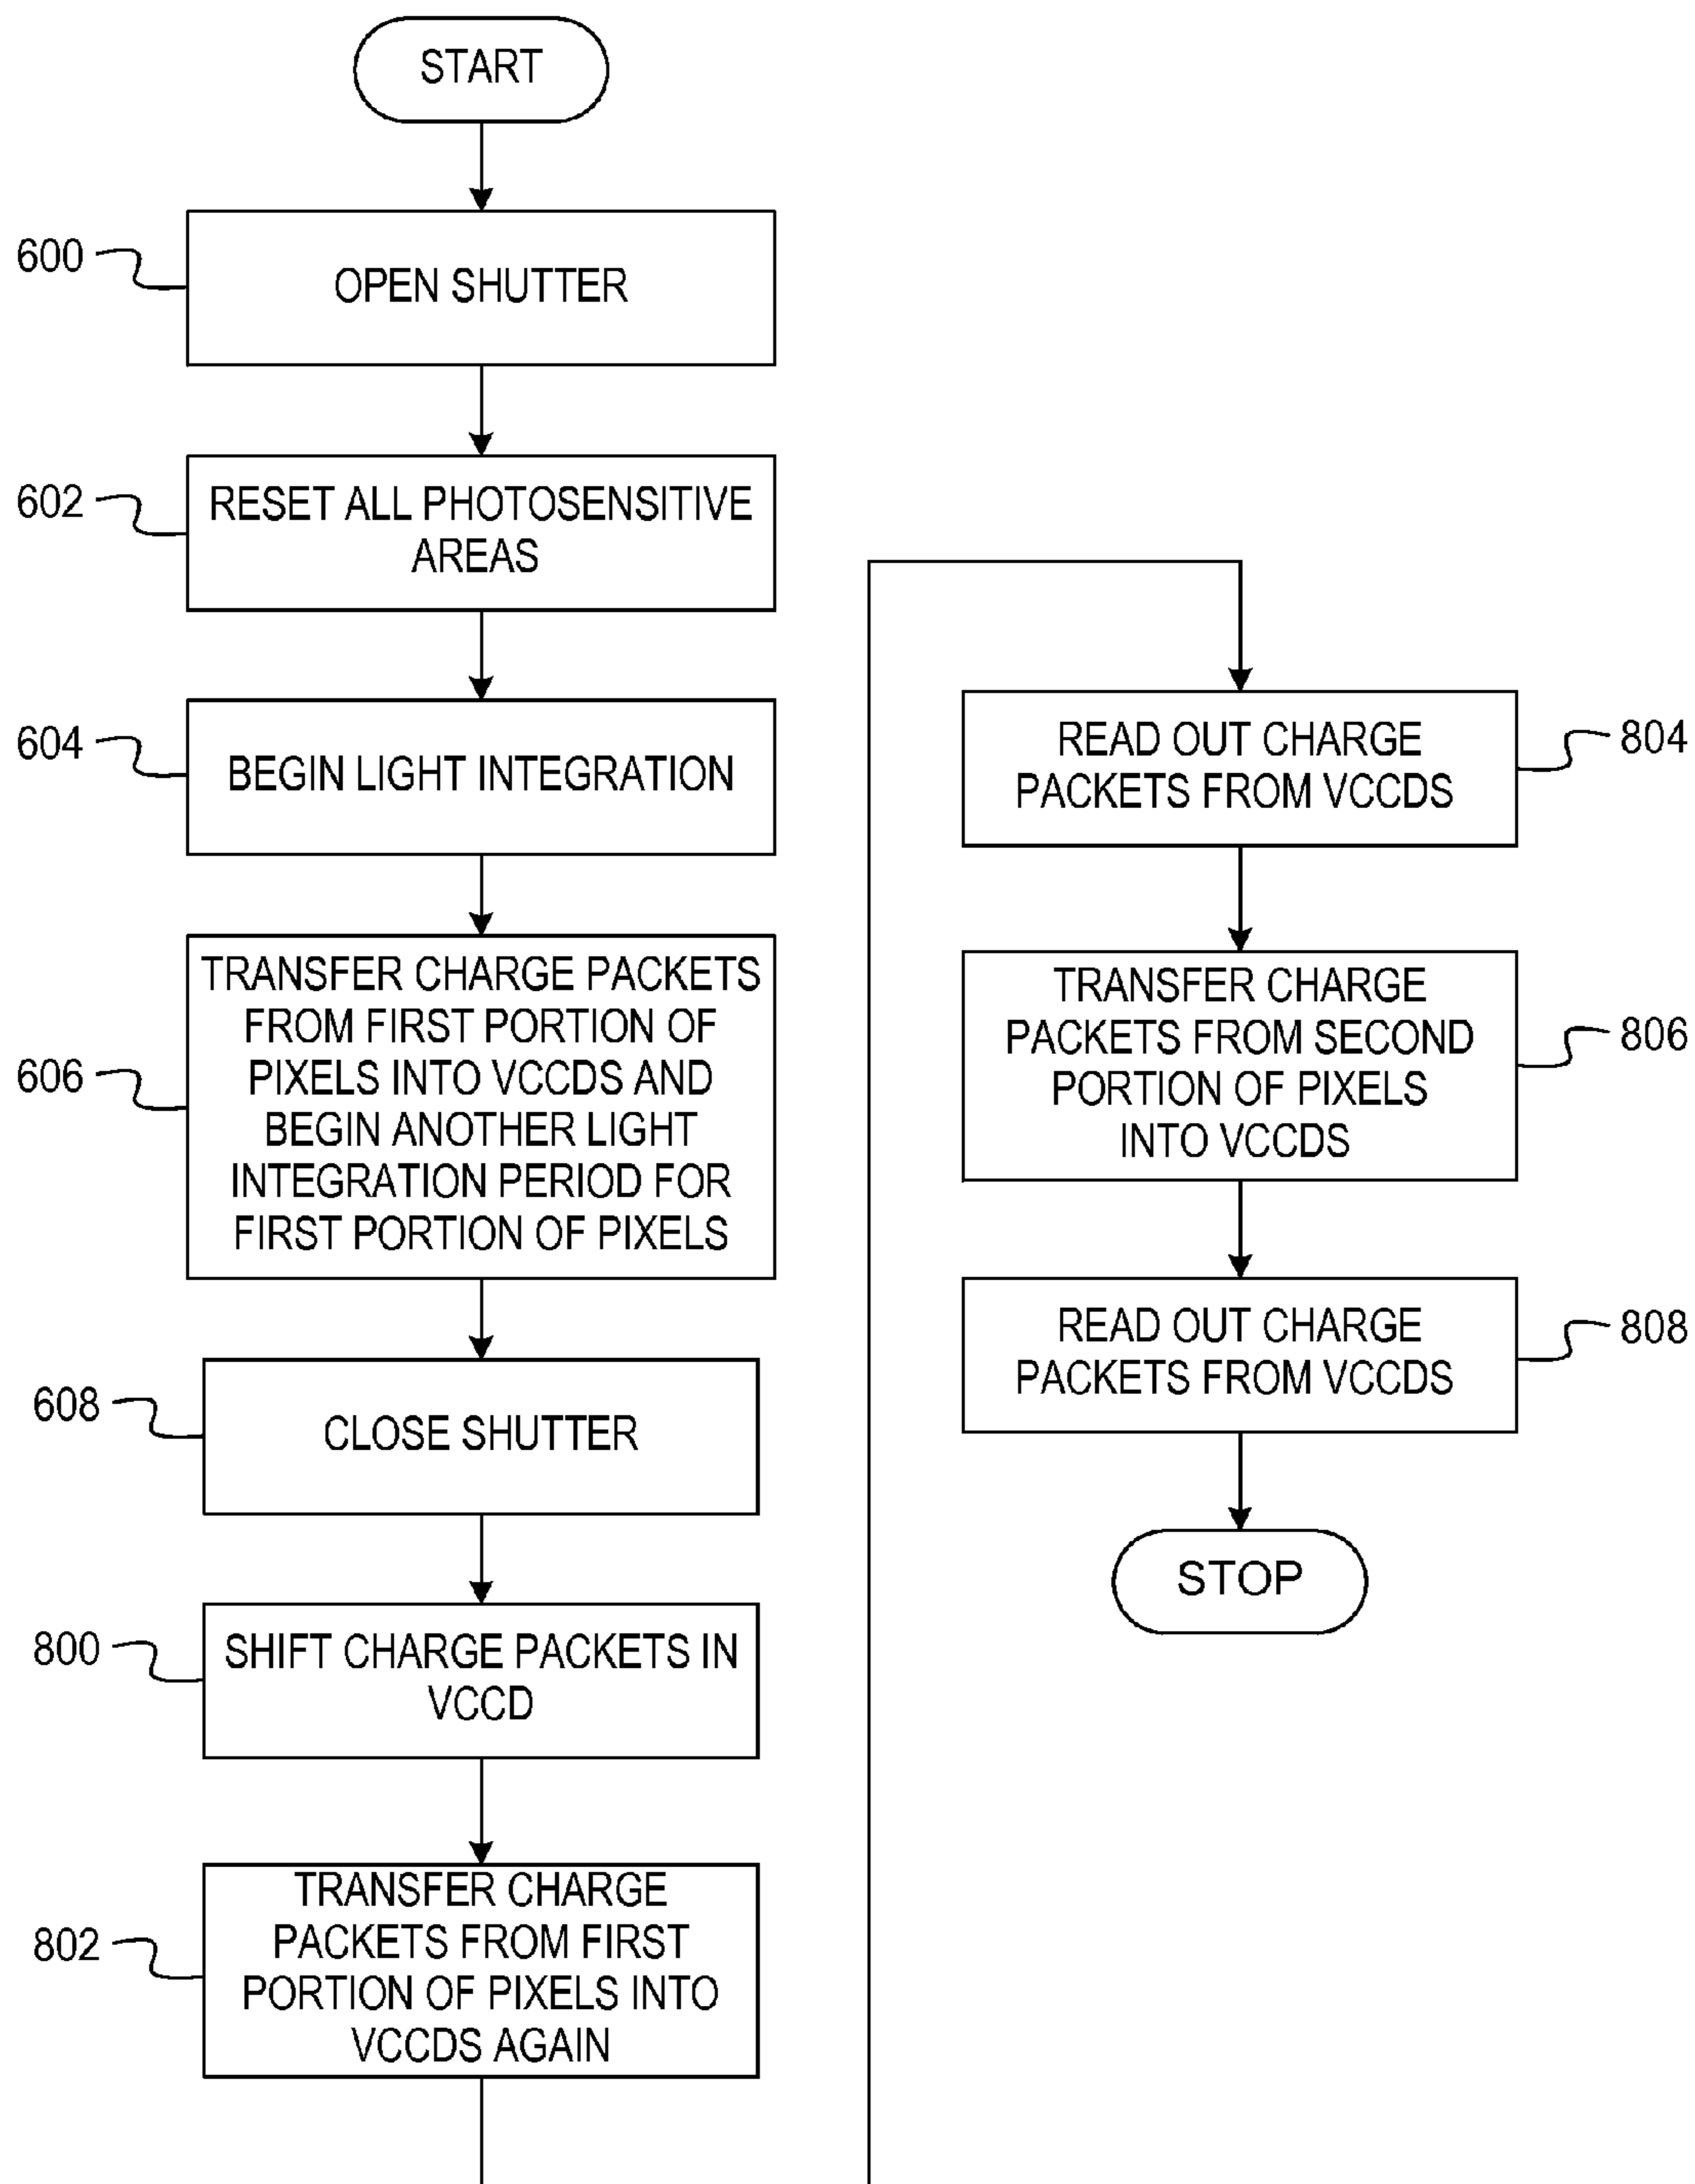 START
600
OPEN SHUTTER
602
RESET ALL PHOTOSENSITIVE
AREAS
604
BEGIN LIGHT INTEGRATION
606
TRANSFER CHARGE PACKETS
FROM FIRST PORTION OF
PIXELS INTO VCCDS AND
BEGIN ANOTHER LIGHT
INTEGRATION PERIOD FOR
FIRST PORTION OF PIXELS
608
CLOSE SHUTTER
800
SHIFT CHARGE PACKETS IN
VCCD
802
TRANSFER CHARGE
PACKETS FROM FIRST
PORTION OF PIXELS INTO
VCCDS AGAIN
READ OUT CHARGE
PACKETS FROM VCCDS
804
TRANSFER CHARGE
PACKETS FROM SECOND
PORTION OF PIXELS
INTO VCCDS
806
READ OUT CHARGE
PACKETS FROM VCCDS
808
STOP